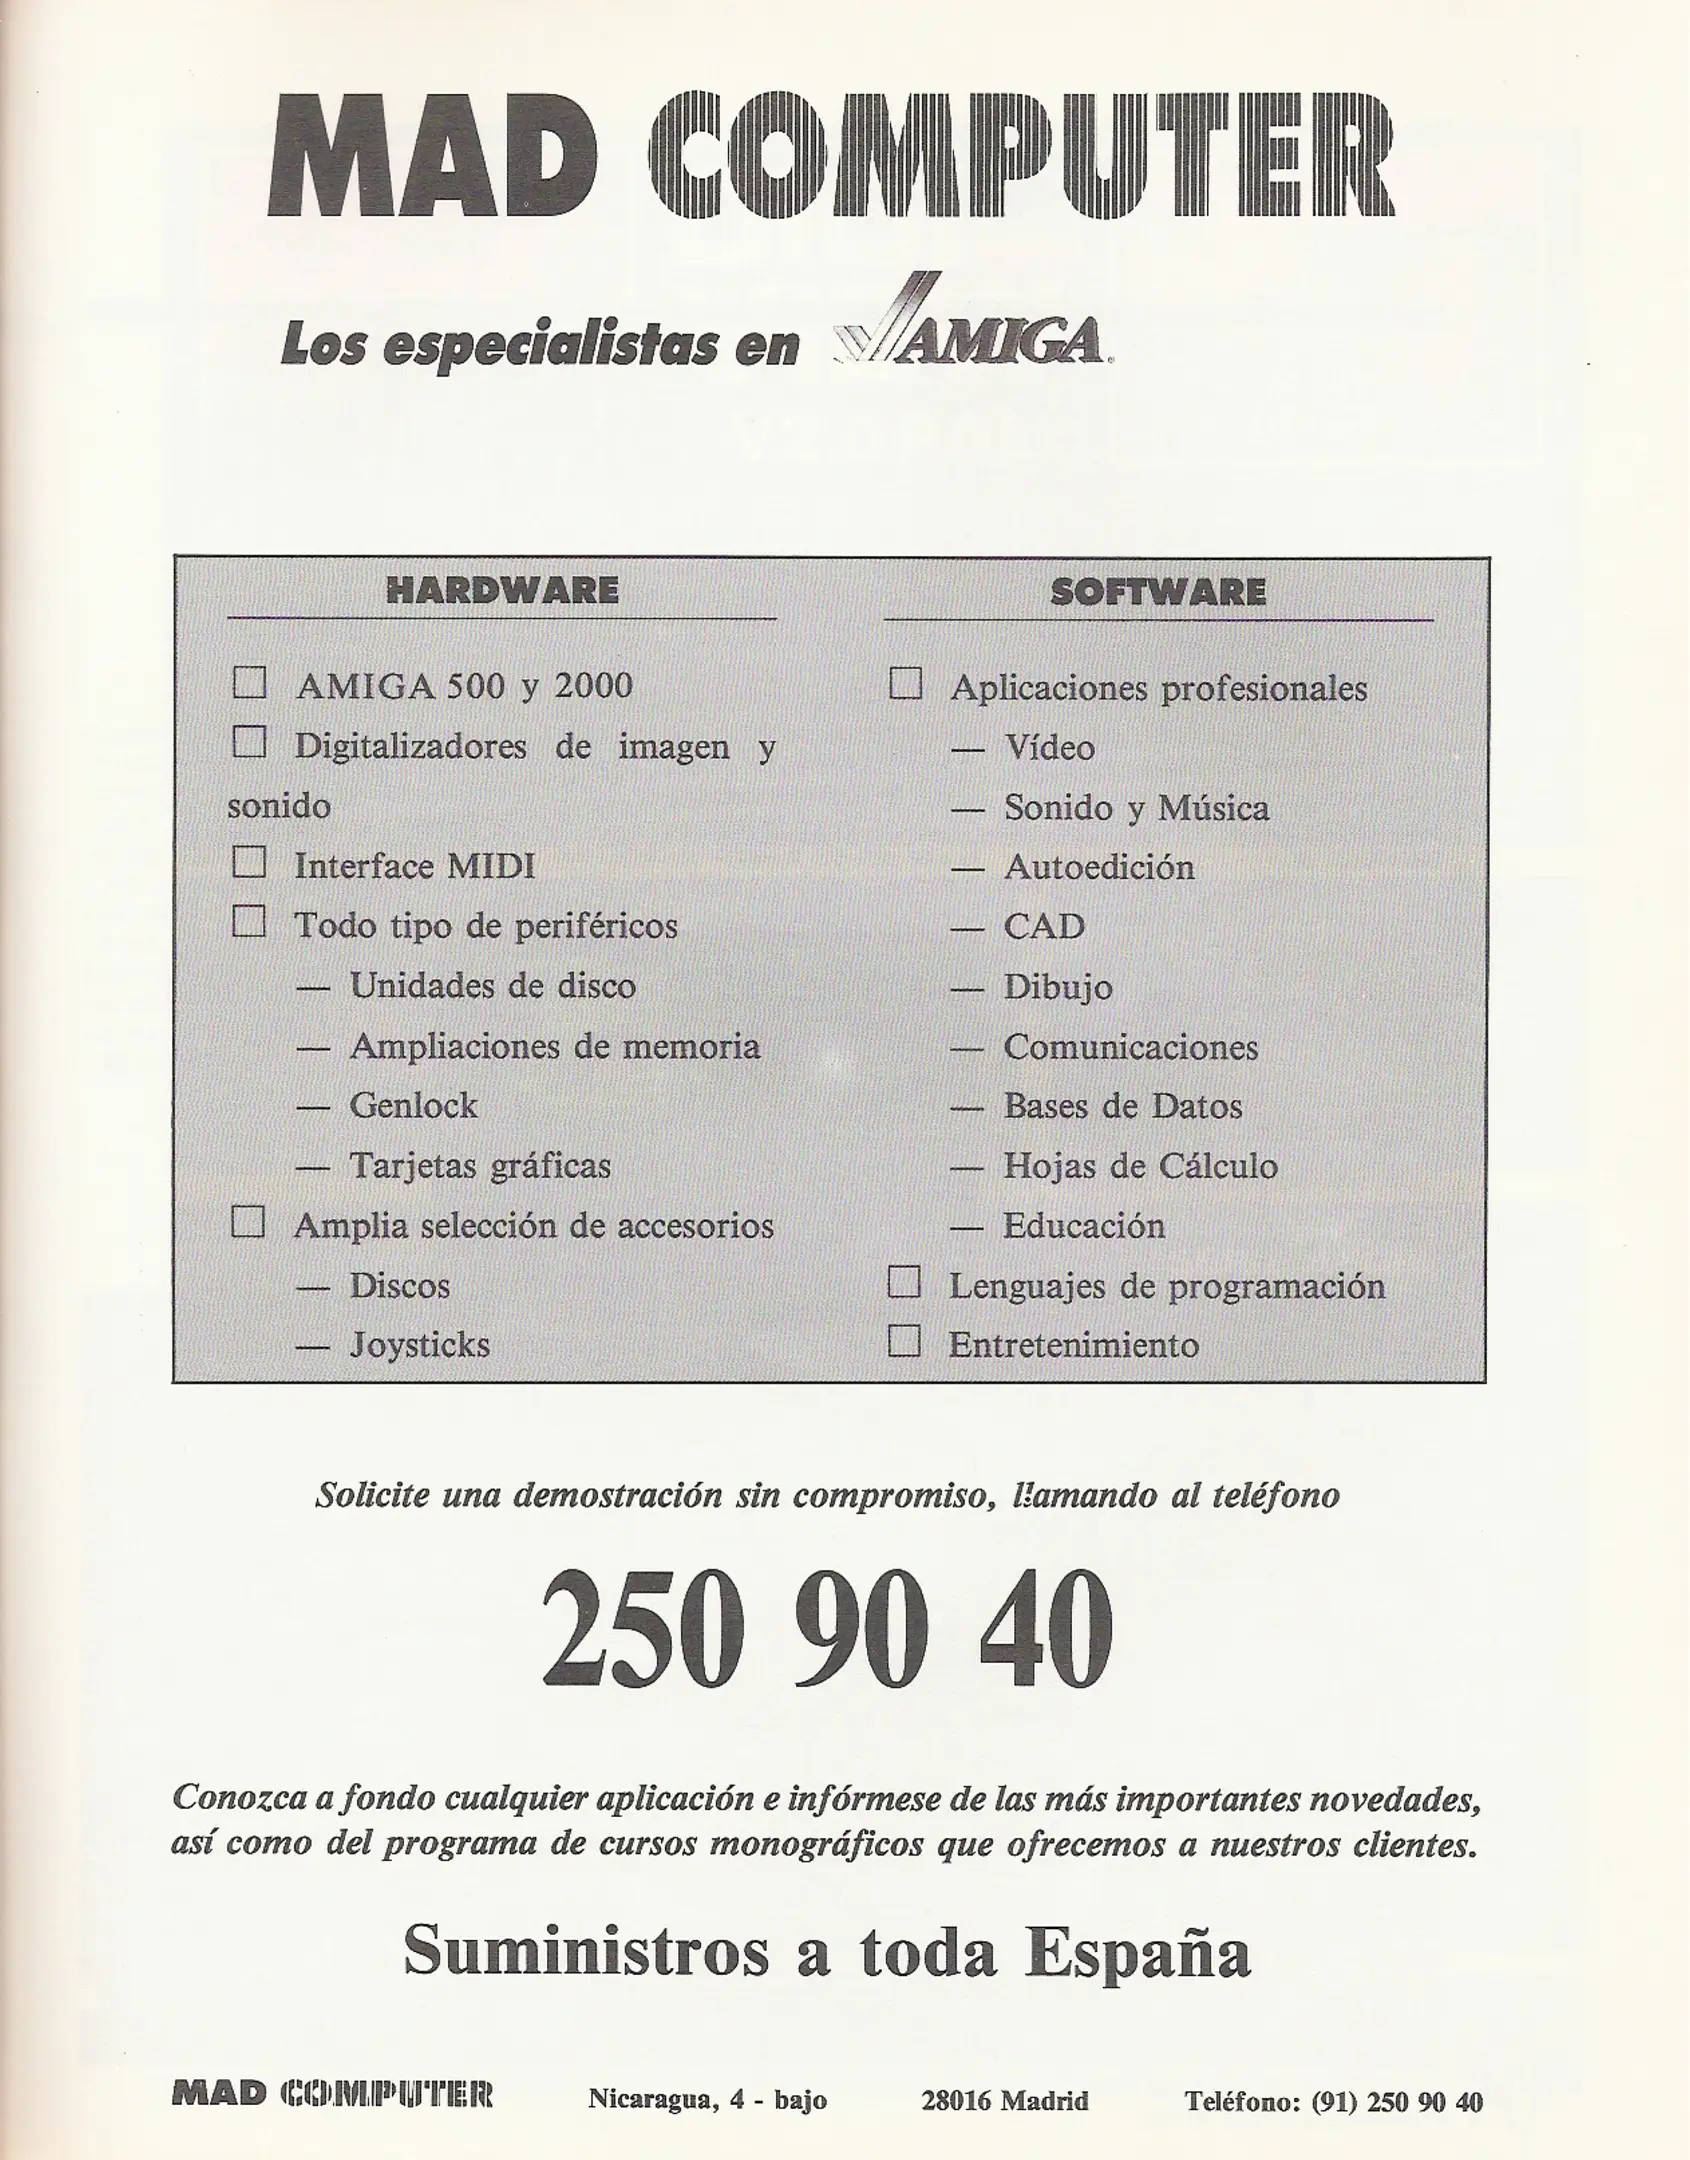 MAD COMPUTER
Los especialistas en AMIGA
HARDWARE
☐ AMIGA 500 y 2000
☐ Digitalizadores de imagen y
sonido
☐ Interface MIDI
☐ Todo tipo de periféricos
— Unidades de disco
— Ampliaciones de memoria
— Genlock
— Tarjetas gráficas
☐ Amplia selección de accesorios
— Discos
— Joysticks
SOFTWARE
☐ Aplicaciones profesionales
— Vídeo
— Sonido y Música
— Autoedición
— CAD
— Dibujo
— Comunicaciones
— Bases de Datos
— Hojas de Cálculo
— Educación
☐ Lenguajes de programación
☐ Entretenimiento
Solicite una demostración sin compromiso, llamando al teléfono
250 90 40
Conozca a fondo cualquier aplicación e infórmese de las más importantes novedades,
así como del programa de cursos monográficos que ofrecemos a nuestros clientes.
Suministros a toda España
MAD COMPUTER Nicaragua, 4 - bajo 28016 Madrid Teléfono: (91) 250 90 40